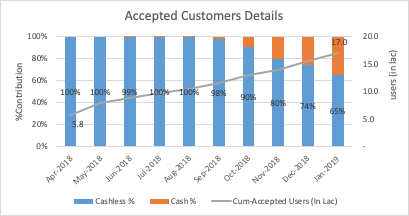 Accepted Customers Details
100% 20.0
80% 15.0
60% 10.0
40% 5.0
20% -
0%
%Contribution
users (in lac)
17.0
100% 100% 99% 100% 100% 98% 90% 80% 74% 65%
5.8
Apr-2018 May-2018 Jun-2018 Jul-2018 Aug-2018 Sep-2018 Oct-2018 Nov-2018 Dec-2018 Jan-2019
Cashless % Cash % Cum-Accepted Users (In Lac)